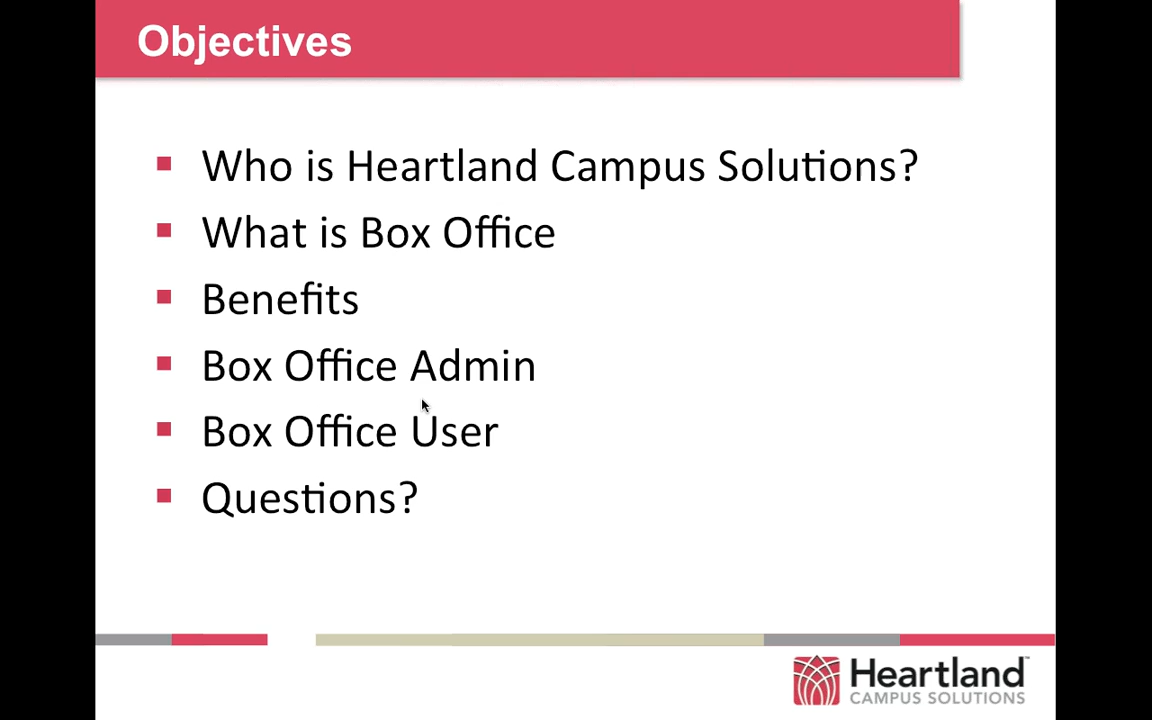 Objectives
Who is Heartland Campus Solutions?
What is Box Office
Benefits
Box Office Admin
Box Office User
Questions?
Heartland™
CAMPUS SOLUTIONS